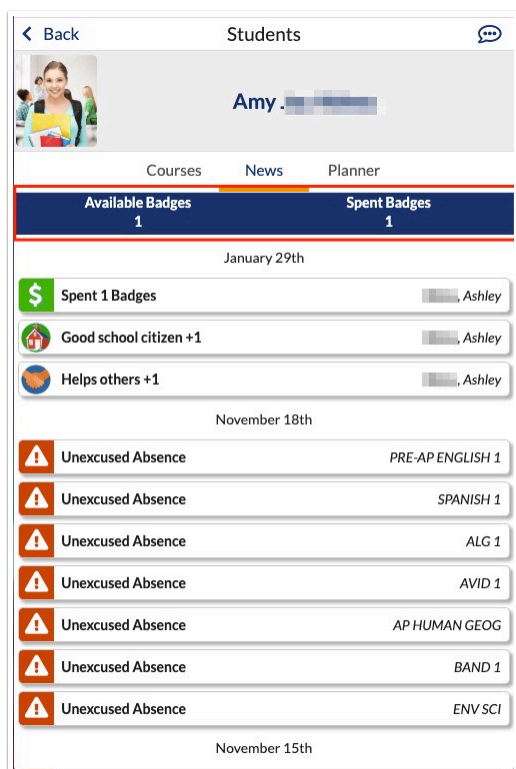 Back Students
Amy J
Courses News Planner
Available Badges Spent Badges
1 1
January 29th
Spent 1 Badges , Ashley
Good school citizen +1 , Ashley
Helps others +1 , Ashley
November 18th
Unexcused Absence PRE-AP ENGLISH 1
Unexcused Absence SPANISH 1
Unexcused Absence ALG 1
Unexcused Absence AVID 1
Unexcused Absence AP HUMAN GEOG
Unexcused Absence BAND 1
Unexcused Absence ENV SCI
November 15th